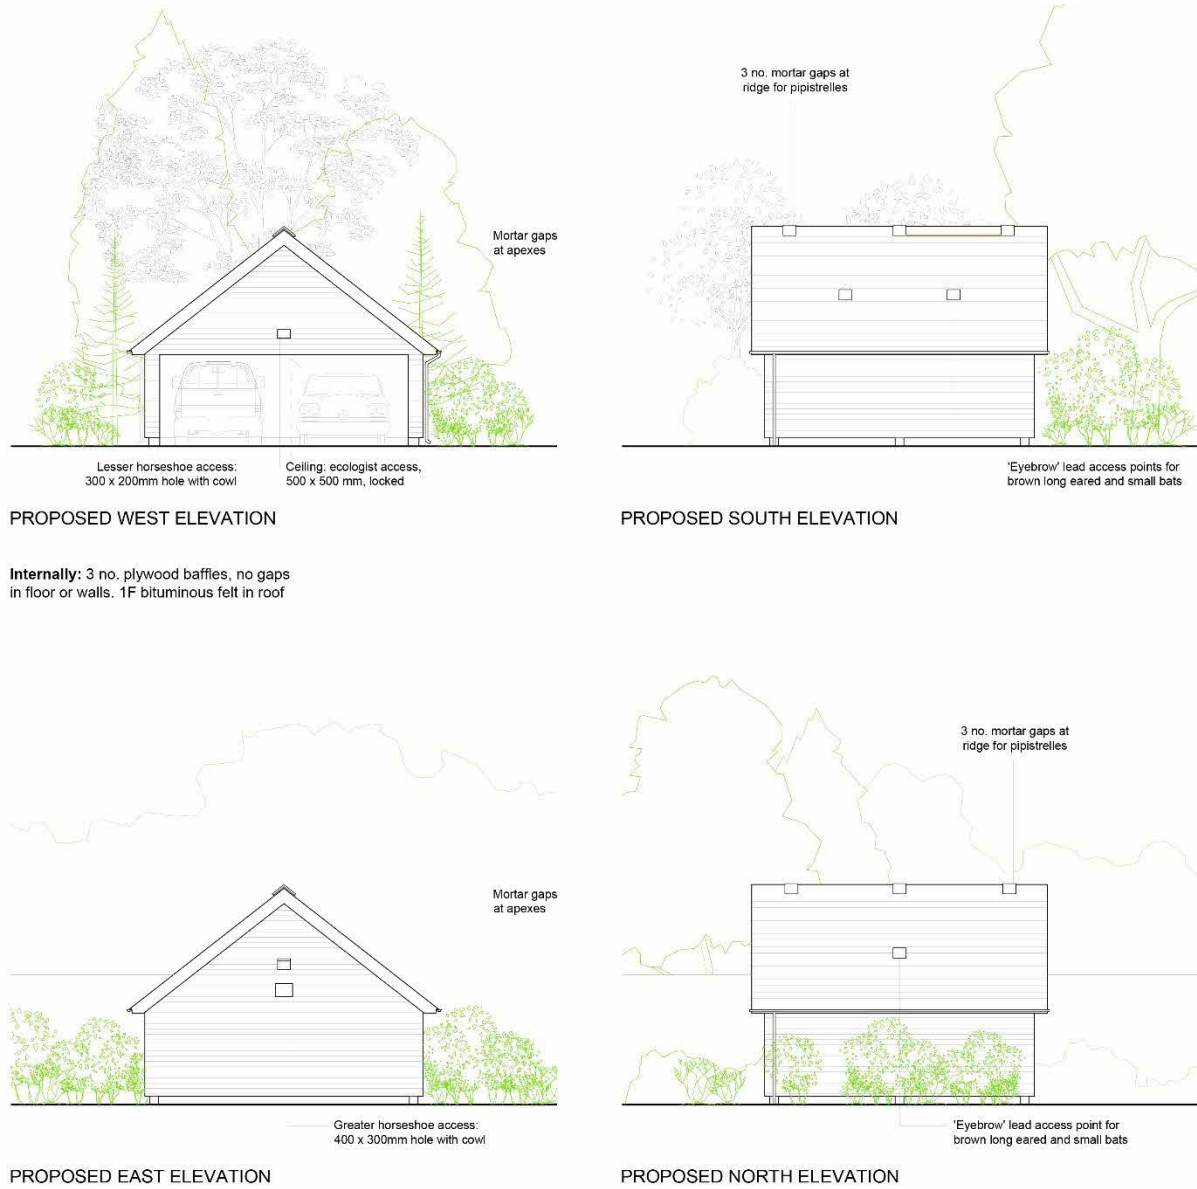 3 no. mortar gaps at
ridge for pipistrelles
Mortar gaps
at apexes
Lesser horseshoe access:
300 x 200mm hole with cowl
Ceiling: ecologist access,
500 x 500 mm, locked
'Eyebrow' lead access points for
brown long eared and small bats
PROPOSED WEST ELEVATION
PROPOSED SOUTH ELEVATION
Internally: 3 no. plywood baffles, no gaps
in floor or walls. 1F bituminous felt in roof
3 no. mortar gaps at
ridge for pipistrelles
Mortar gaps
at apexes
Greater horseshoe access:
400 x 300mm hole with cowl
'Eyebrow' lead access point for
brown long eared and small bats
PROPOSED EAST ELEVATION
PROPOSED NORTH ELEVATION